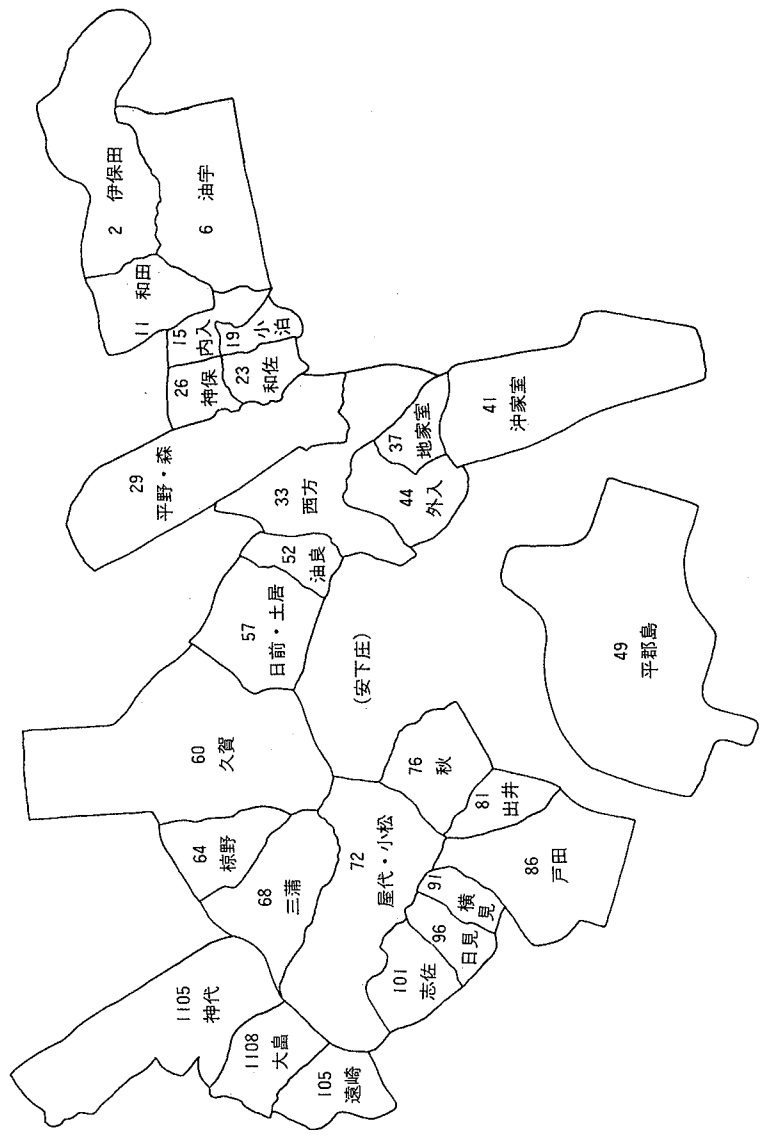 2
伊保田
6
油宇
11
和田
15
内入
19
小泊
23
和佐
26
神保
29
平野・森
33
西方
37
地家室
41
沖家室
44
外入
49
平郡島
52
油良
57
日前・土居
(安下庄)
60
久賀
64
椋野
68
三蒲
72
屋代・小松
76
秋
81
出井
86
戸田
91
横見
96
日見
101
志佐
105
遠崎
1105
神代
1108
大畠